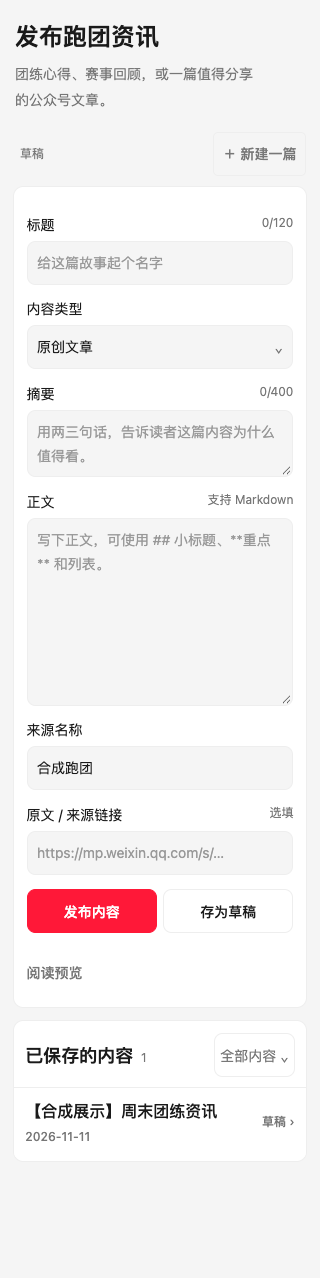 发布跑团资讯
团练心得、赛事回顾，或一篇值得分享
的公众号文章。
草稿
+ 新建一篇
标题
0/120
给这篇故事起个名字
内容类型
原创文章
摘要
0/400
用两三句话，告诉读者这篇内容为什么
值得看。
正文
支持 Markdown
写下正文，可使用 ## 小标题、**重点
** 和列表。
来源名称
合成跑团
原文 / 来源链接
选填
https://mp.weixin.qq.com/s/...
发布内容
存为草稿
阅读预览
已保存的内容 1
全部内容
【合成展示】周末团练资讯
2026-11-11
草稿 ›